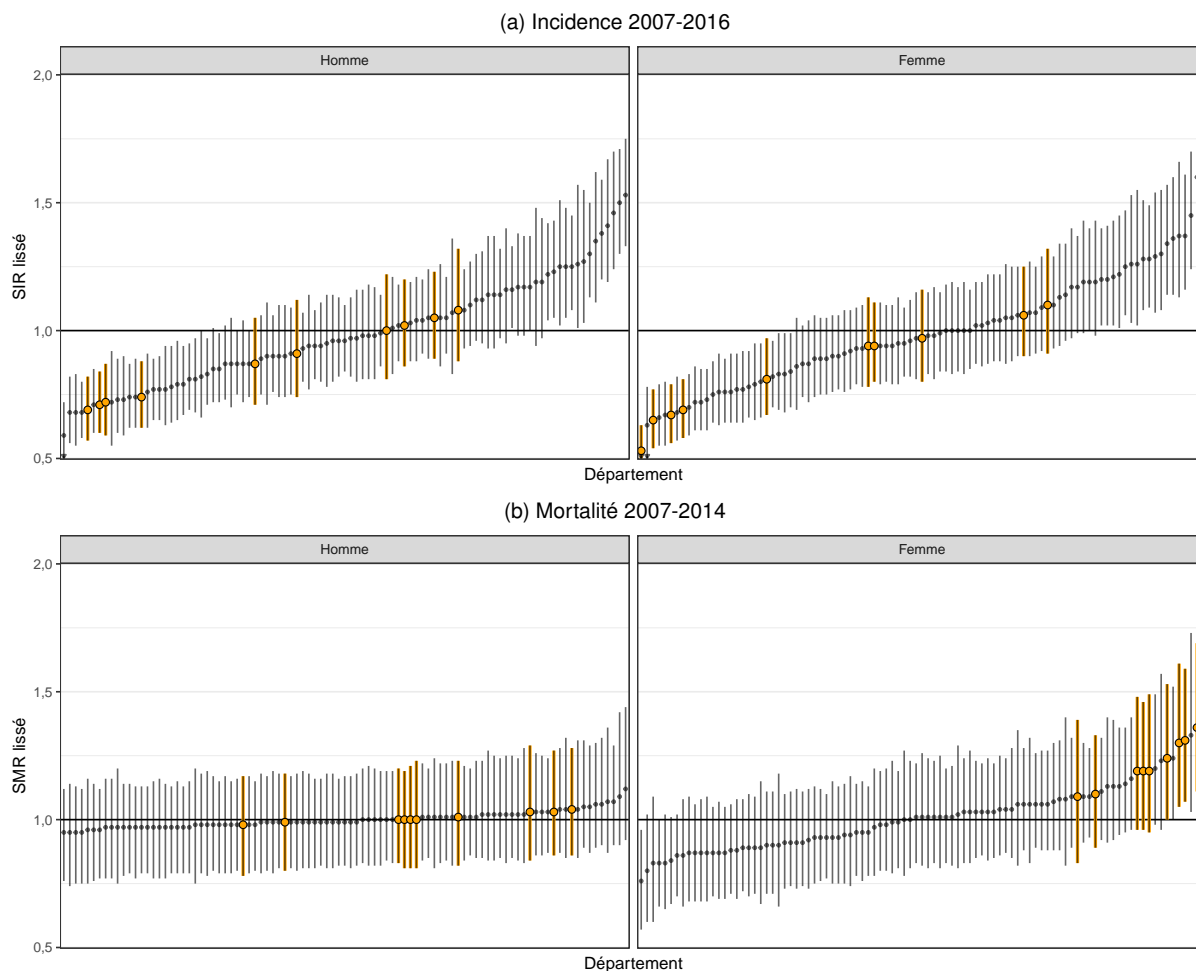 (a) Incidence 2007-2016
Homme
Femme
SIR lissé
2,0
1,5
1,0
0,5
Département
(b) Mortalité 2007-2014
Homme
Femme
SMR lissé
2,0
1,5
1,0
0,5
Département